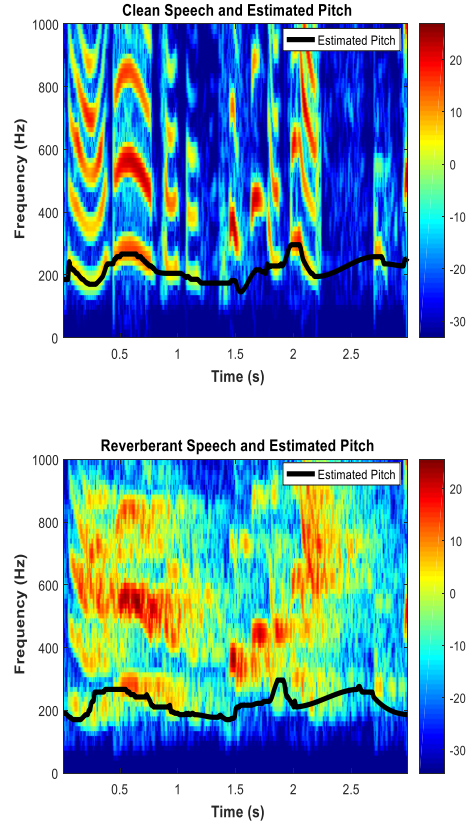 Clean Speech and Estimated Pitch
Estimated Pitch
1000
800
600
400
200
0
Frequency (Hz)
0.5 1 1.5 2 2.5
Time (s)
20
10
0
-10
-20
-30
Reverberant Speech and Estimated Pitch
Estimated Pitch
1000
800
600
400
200
0
Frequency (Hz)
0.5 1 1.5 2 2.5
Time (s)
20
10
0
-10
-20
-30